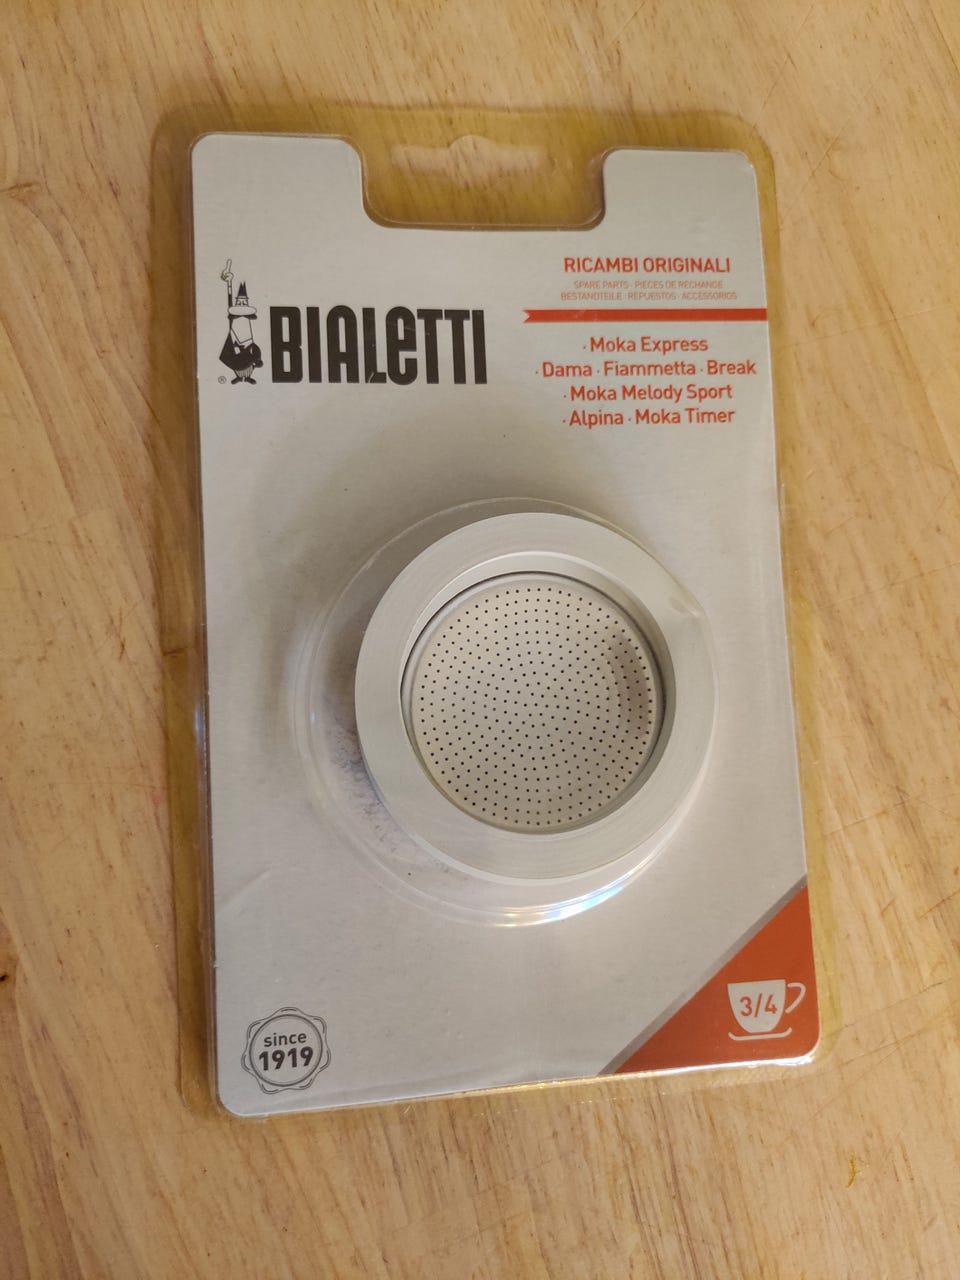 BIALETTI
®
RICAMBI ORIGINALI
SPARE PARTS · PIECES DE RECHANGE
BESTANDTEILE · REPUESTOS · ACCESSORIOS
· Moka Express
· Dama · Fiammetta · Break
· Moka Melody Sport
· Alpina · Moka Timer
since
1919
3/4